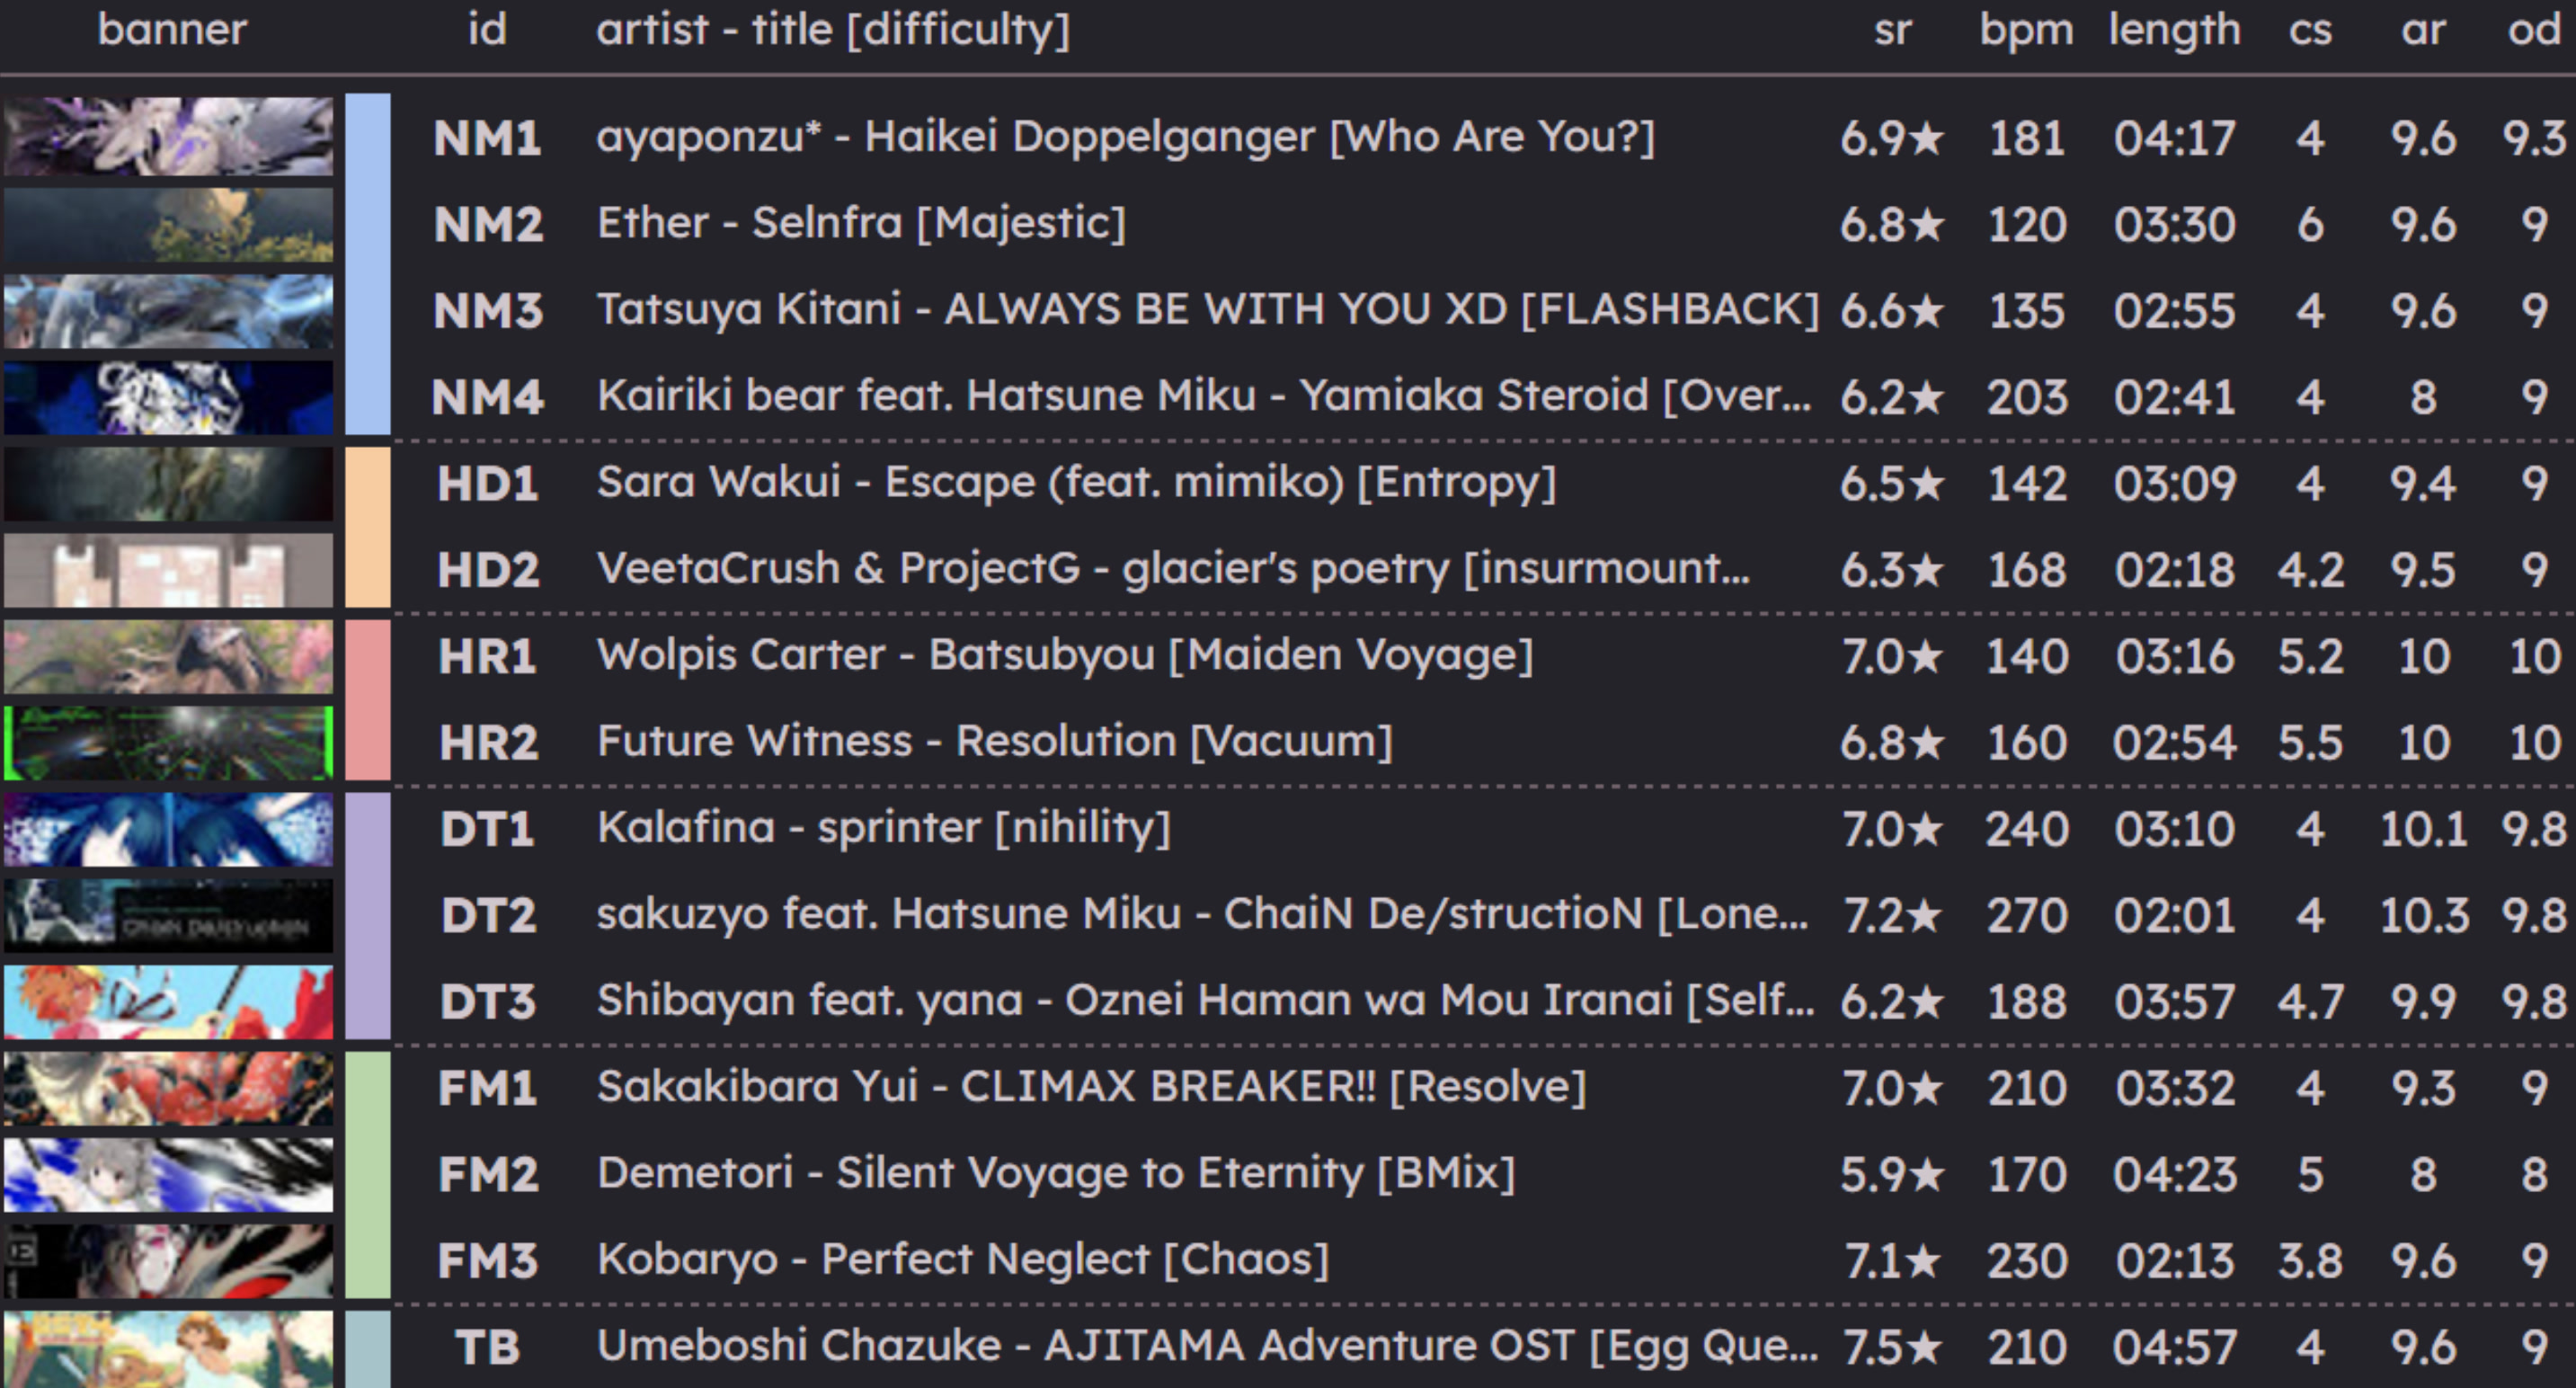 banner id artist - title [difficulty] sr bpm length cs ar od
NM1 ayaponzu* - Haikei Doppelganger [Who Are You?] 6.9★ 181 04:17 4 9.6 9.3
NM2 Ether - Selnfra [Majestic] 6.8★ 120 03:30 6 9.6 9
NM3 Tatsuya Kitani - ALWAYS BE WITH YOU XD [FLASHBACK] 6.6★ 135 02:55 4 9.6 9
NM4 Kairiki bear feat. Hatsune Miku - Yamiaka Steroid [Over... 6.2★ 203 02:41 4 8 9
HD1 Sara Wakui - Escape (feat. mimiko) [Entropy] 6.5★ 142 03:09 4 9.4 9
HD2 VeetaCrush & ProjectG - glacier's poetry [insurmount... 6.3★ 168 02:18 4.2 9.5 9
HR1 Wolpis Carter - Batsubyou [Maiden Voyage] 7.0★ 140 03:16 5.2 10 10
HR2 Future Witness - Resolution [Vacuum] 6.8★ 160 02:54 5.5 10 10
DT1 Kalafina - sprinter [nihility] 7.0★ 240 03:10 4 10.1 9.8
DT2 sakuzyo feat. Hatsune Miku - ChaiN De/structioN [Lone... 7.2★ 270 02:01 4 10.3 9.8
DT3 Shibayan feat. yana - Oznei Haman wa Mou Iranai [Self... 6.2★ 188 03:57 4.7 9.9 9.8
FM1 Sakakibara Yui - CLIMAX BREAKER!! [Resolve] 7.0★ 210 03:32 4 9.3 9
FM2 Demetori - Silent Voyage to Eternity [BMix] 5.9★ 170 04:23 5 8 8
FM3 Kobaryo - Perfect Neglect [Chaos] 7.1★ 230 02:13 3.8 9.6 9
TB Umeboshi Chazuke - AJITAMA Adventure OST [Egg Que... 7.5★ 210 04:57 4 9.6 9